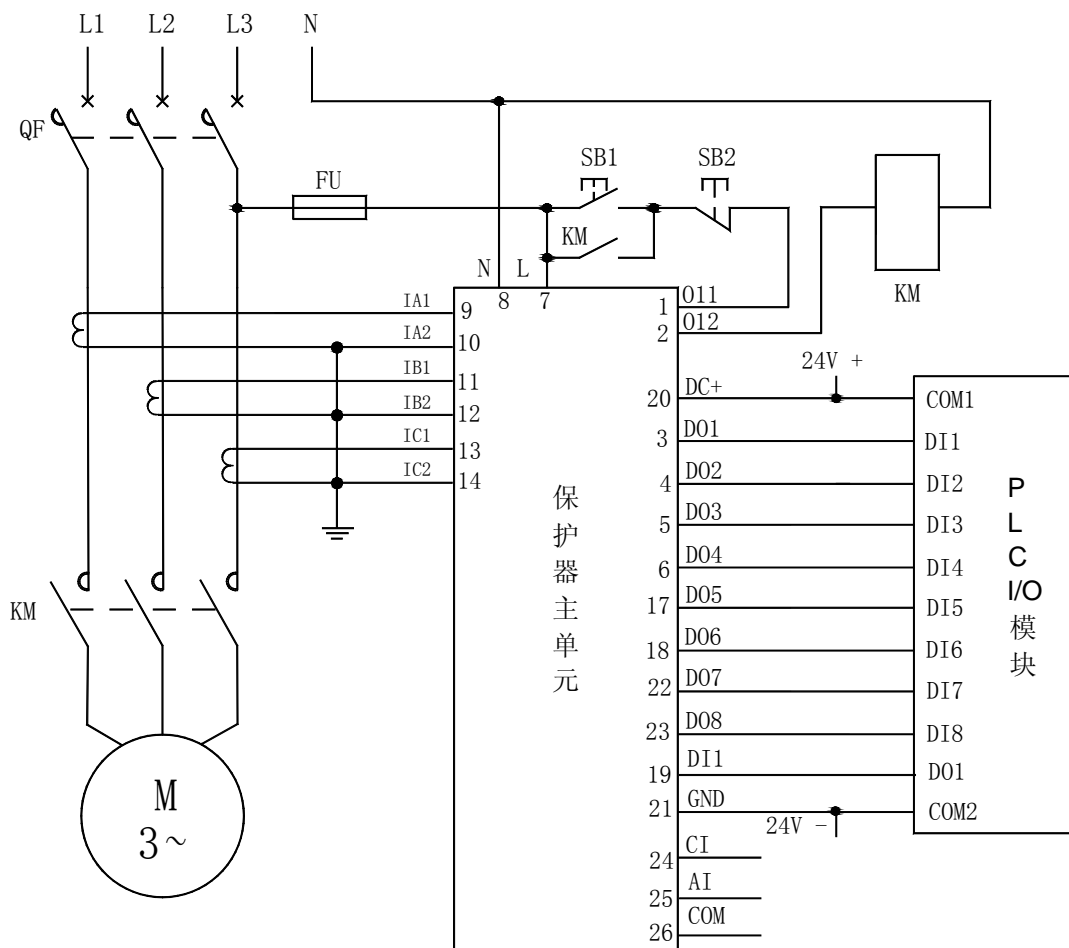 L1 L2 L3 N
QF
FU
SB1 SB2
KM
KM
N L
8 7
IA1 9
IA2 10
IB1 11
IB2 12
IC1 13
IC2 14
1 O11
2 O12
24V +
20 DC+ COM1
3 DO1 DI1
4 DO2 DI2
5 DO3 DI3
6 DO4 DI4
17 DO5 DI5
18 DO6 DI6
22 DO7 DI7
23 DO8 DI8
19 DI1 DO1
21 GND COM2
24V -
24 CI
25 AI
26 COM
保护器主单元
PLC I/O模块
KM
M
3~